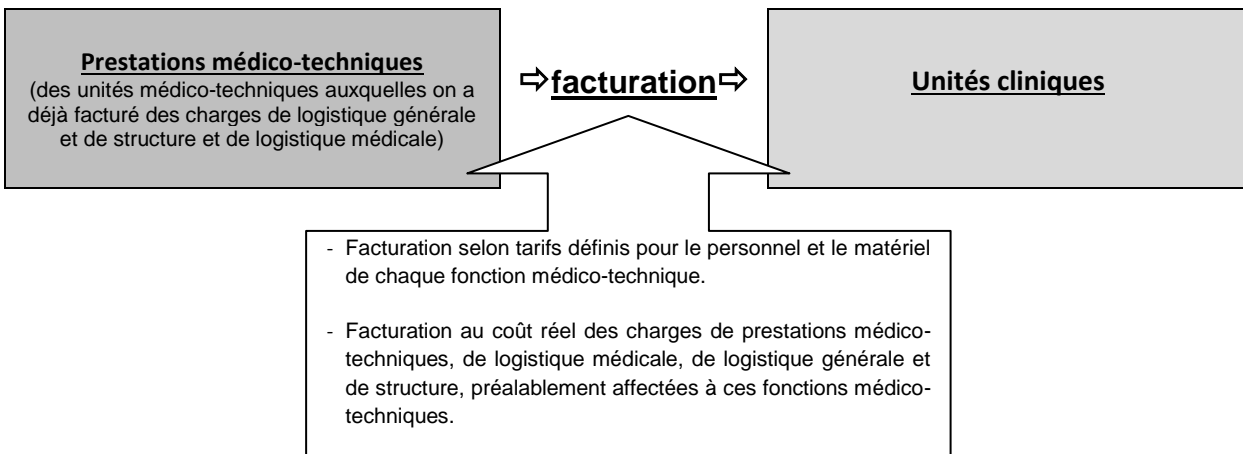 Prestations médico-techniques
(des unités médico-techniques auxquelles on a
déjà facturé des charges de logistique générale
et de structure et de logistique médicale)
⇨facturation⇨
Unités cliniques
- Facturation selon tarifs définis pour le personnel et le matériel
de chaque fonction médico-technique.
- Facturation au coût réel des charges de prestations médico-
techniques, de logistique médicale, de logistique générale et
de structure, préalablement affectées à ces fonctions médico-
techniques.